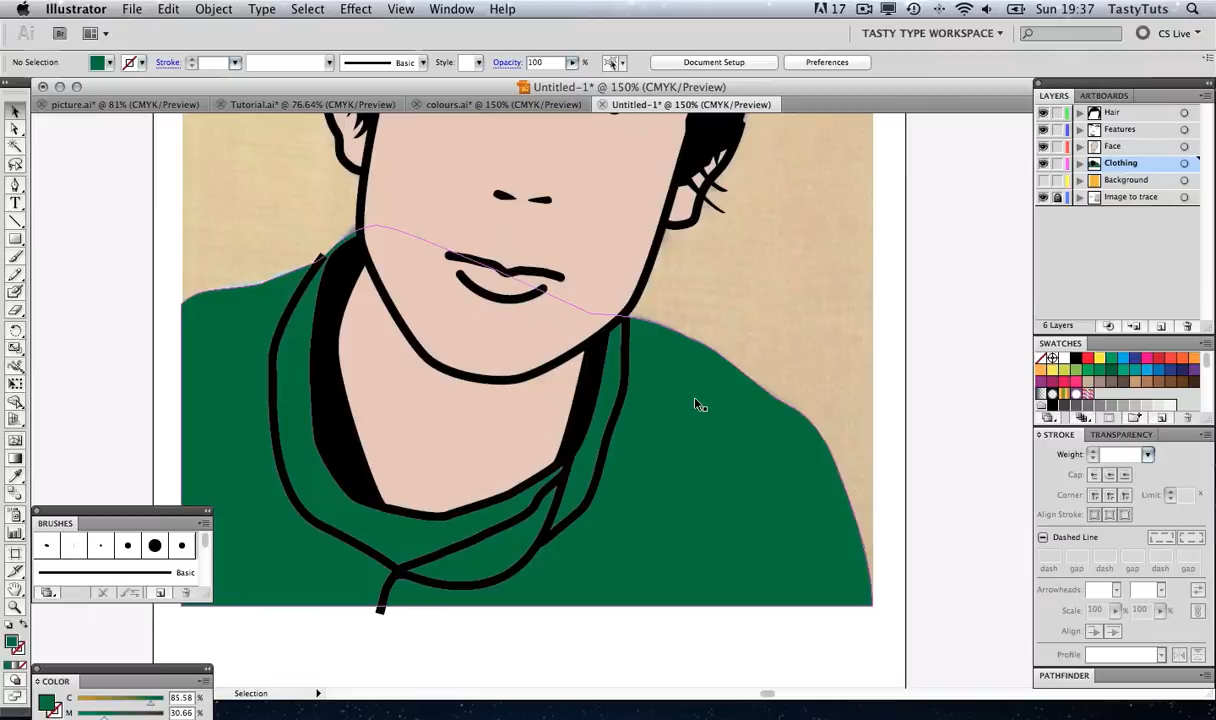 Illustrator File Edit Object Type Select Effect View Window Help 17 Sun 19:37 TastyTuts
Br TASTY TYPE WORKSPACE CS Live
No Selection Stroke: Basic Style: Opacity: 100 % Document Setup Preferences
Untitled-1* @ 150% (CMYK/Preview)
picture.ai* @ 81% (CMYK/Preview) Tutorial.ai* @ 76.64% (CMYK/Preview) colours.ai* @ 150% (CMYK/Preview) Untitled-1* @ 150% (CMYK/Preview)
LAYERS ARTBOARDS
Hair
Features
Face
Clothing
Background
Image to trace
6 Layers
SWATCHES
STROKE TRANSPARENCY
Weight:
Cap:
Corner: Limit: x
Align Stroke:
Dashed Line
dash gap dash gap dash gap
Arrowheads:
Scale: 100 100 %
Align:
Profile:
PATHFINDER
BRUSHES
Basic
COLOR
C 85.58 %
M 30.66 %
Selection